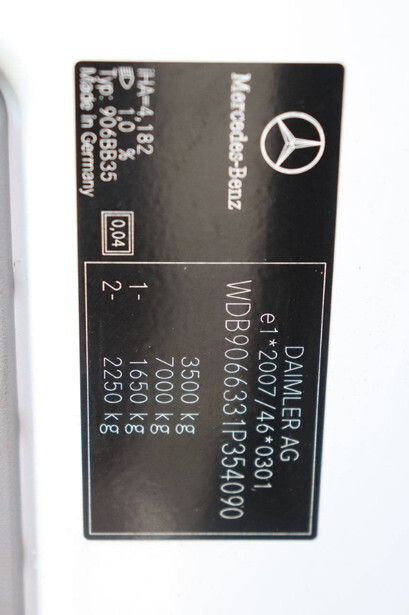 Mercedes-Benz
iHA=4,182
1,0 %
Typ: 906BB35
Made in Germany
0,04
DAIMLER AG
e1*2007/46*0301
WDB9066331P354090
3500 kg
7000 kg
1- 1650 kg
2- 2250 kg